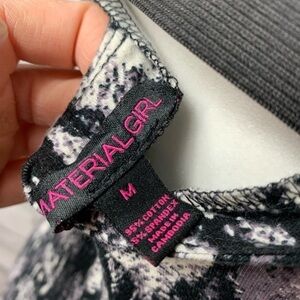 MATERIAL GIRL
M
95% COTTON
5% SPANDEX
MADE IN
CAMBODIA